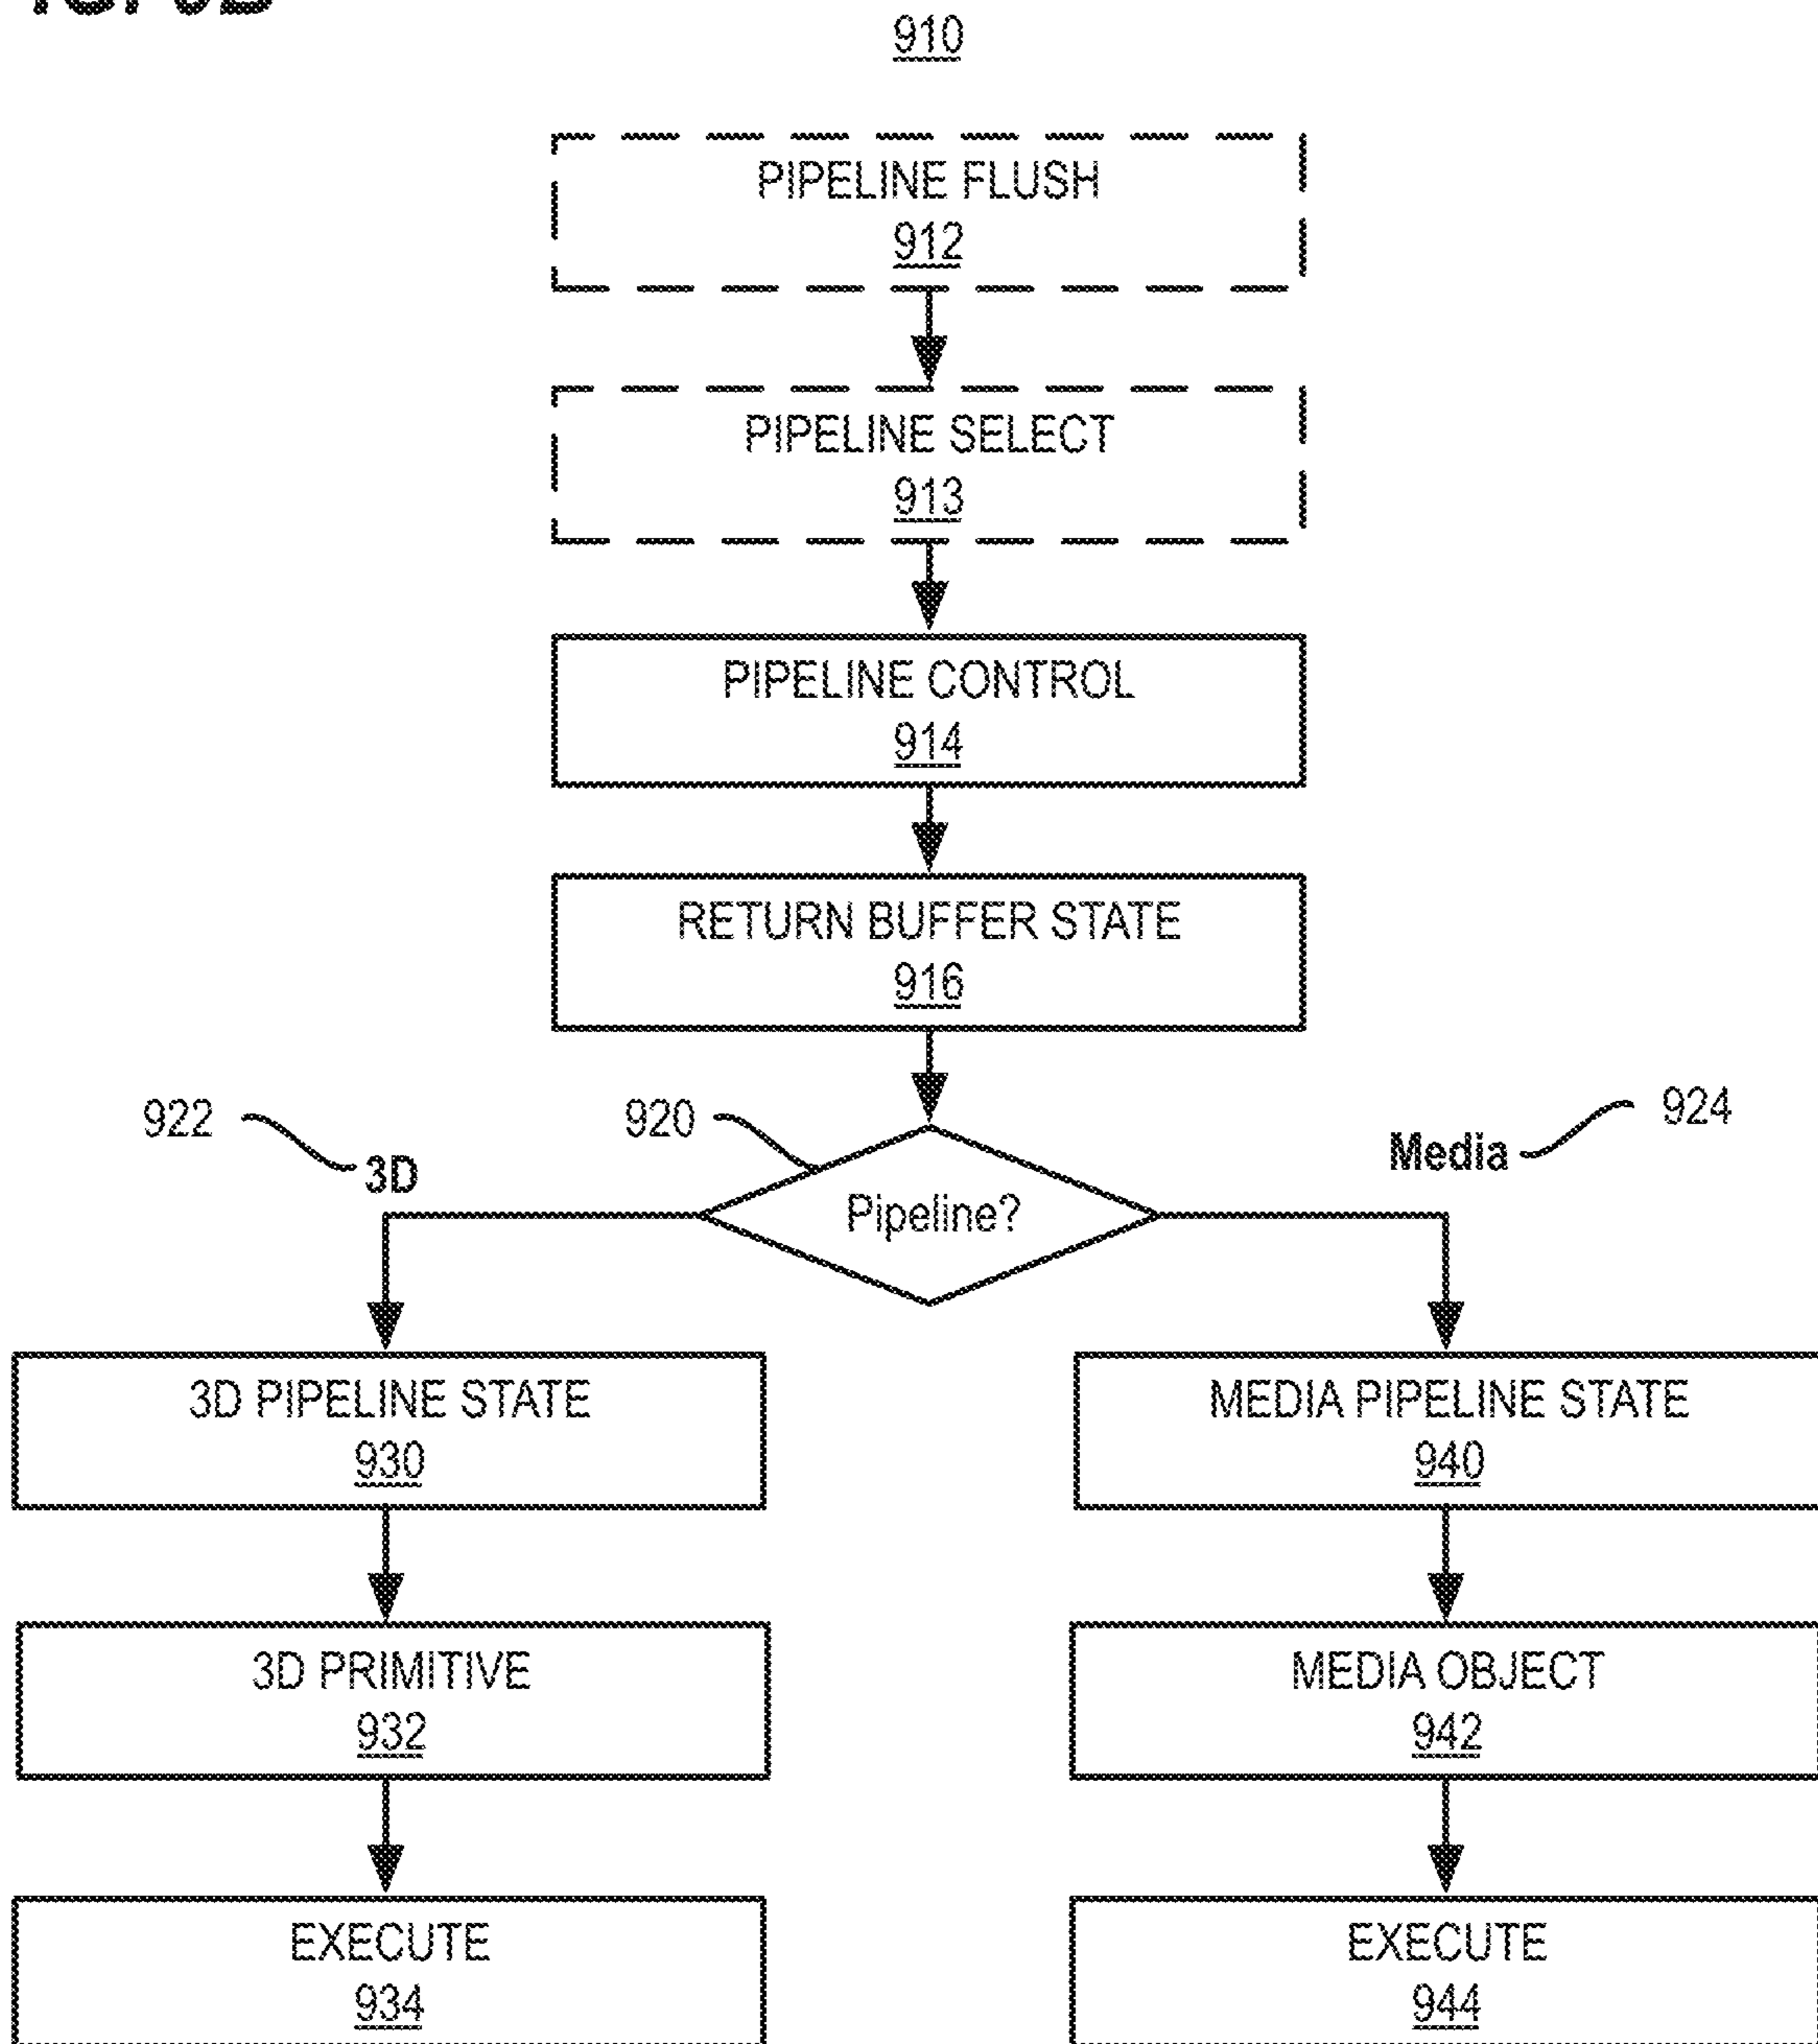 910
PIPELINE FLUSH
912
PIPELINE SELECT
913
PIPELINE CONTROL
914
RETURN BUFFER STATE
916
922
3D
920
Pipeline?
Media
924
3D PIPELINE STATE
930
MEDIA PIPELINE STATE
940
3D PRIMITIVE
932
MEDIA OBJECT
942
EXECUTE
934
EXECUTE
944